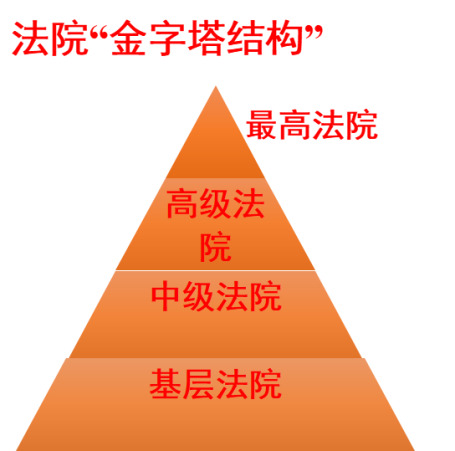 法院“金字塔结构”
最高法院
高级法
院
中级法院
基层法院